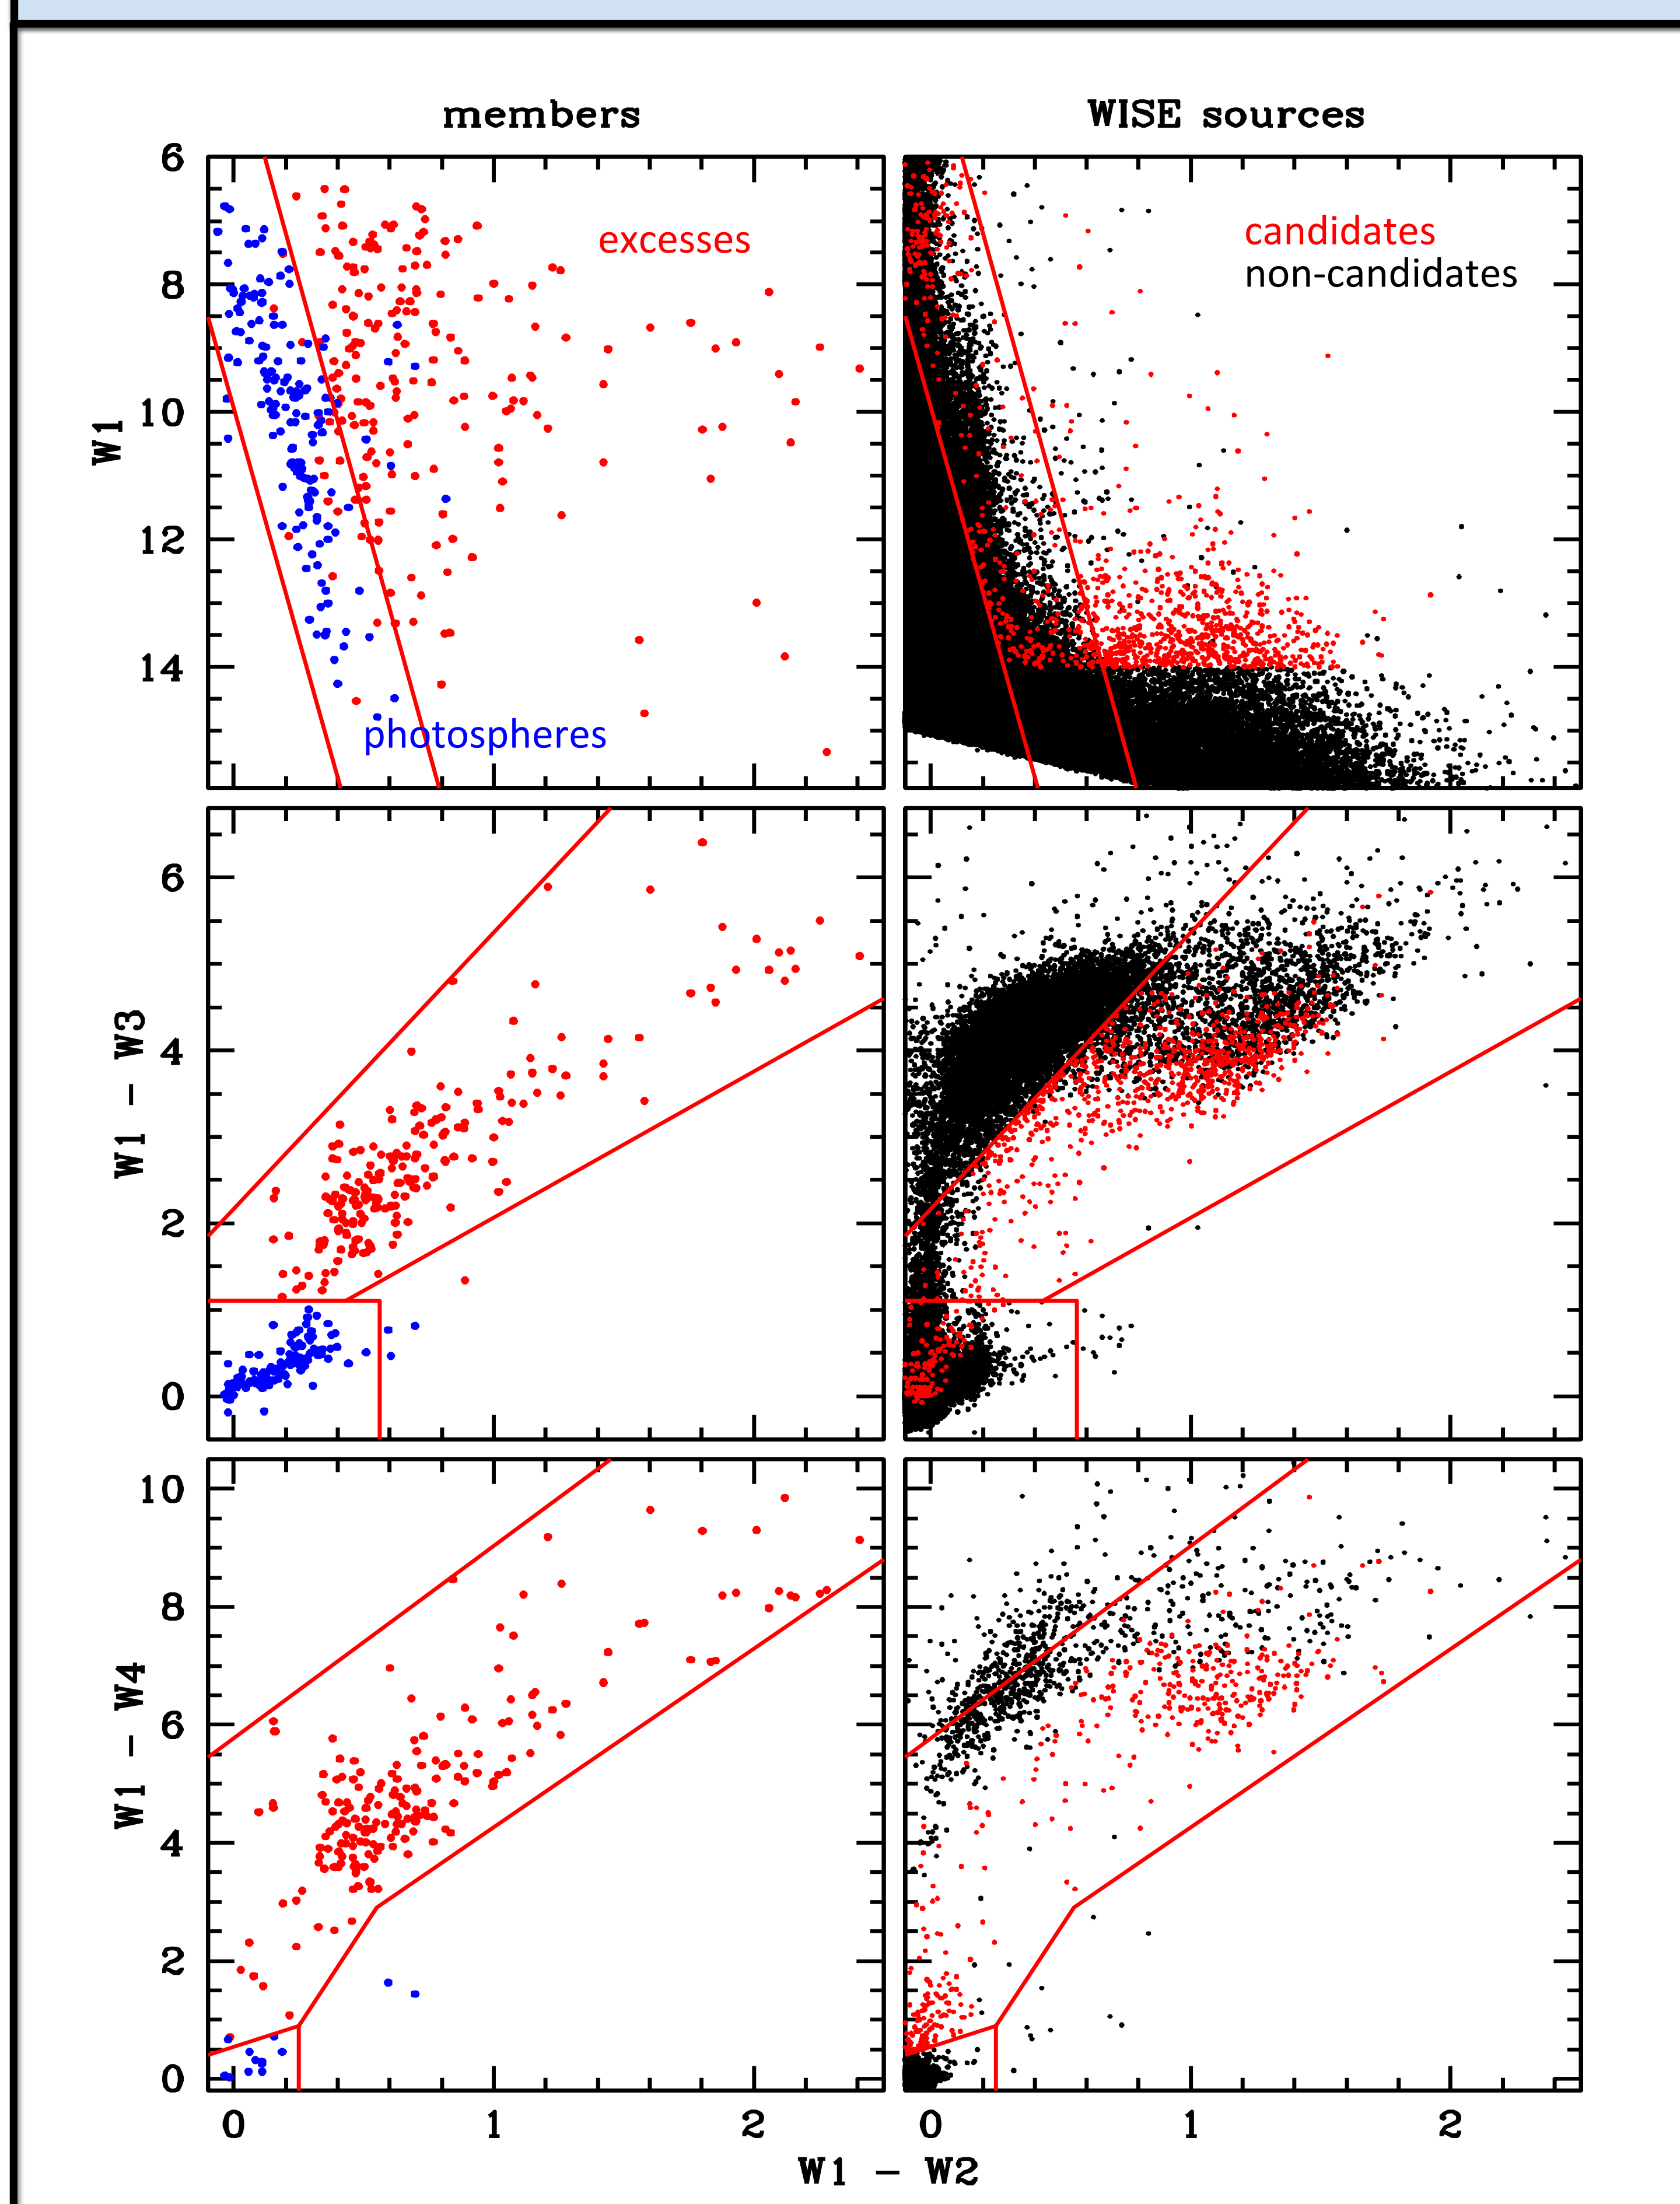 members WISE sources
6
8
10
12
14
W1
excesses
photospheres
candidates
non-candidates
6
4
2
0
W1 - W3
10
8
6
4
2
0
W1 - W4
0 1 2 0 1 2
W1 - W2